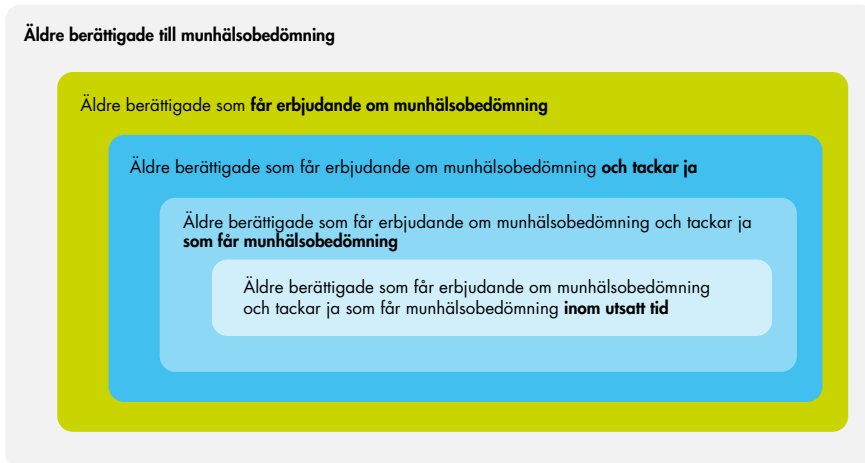 Äldre berättigade till munhälsobedömning
Äldre berättigade som får erbjudande om munhälsobedömning
Äldre berättigade som får erbjudande om munhälsobedömning och tackar ja
Äldre berättigade som får erbjudande om munhälsobedömning och tackar ja
som får munhälsobedömning
Äldre berättigade som får erbjudande om munhälsobedömning
och tackar ja som får munhälsobedömning inom utsatt tid